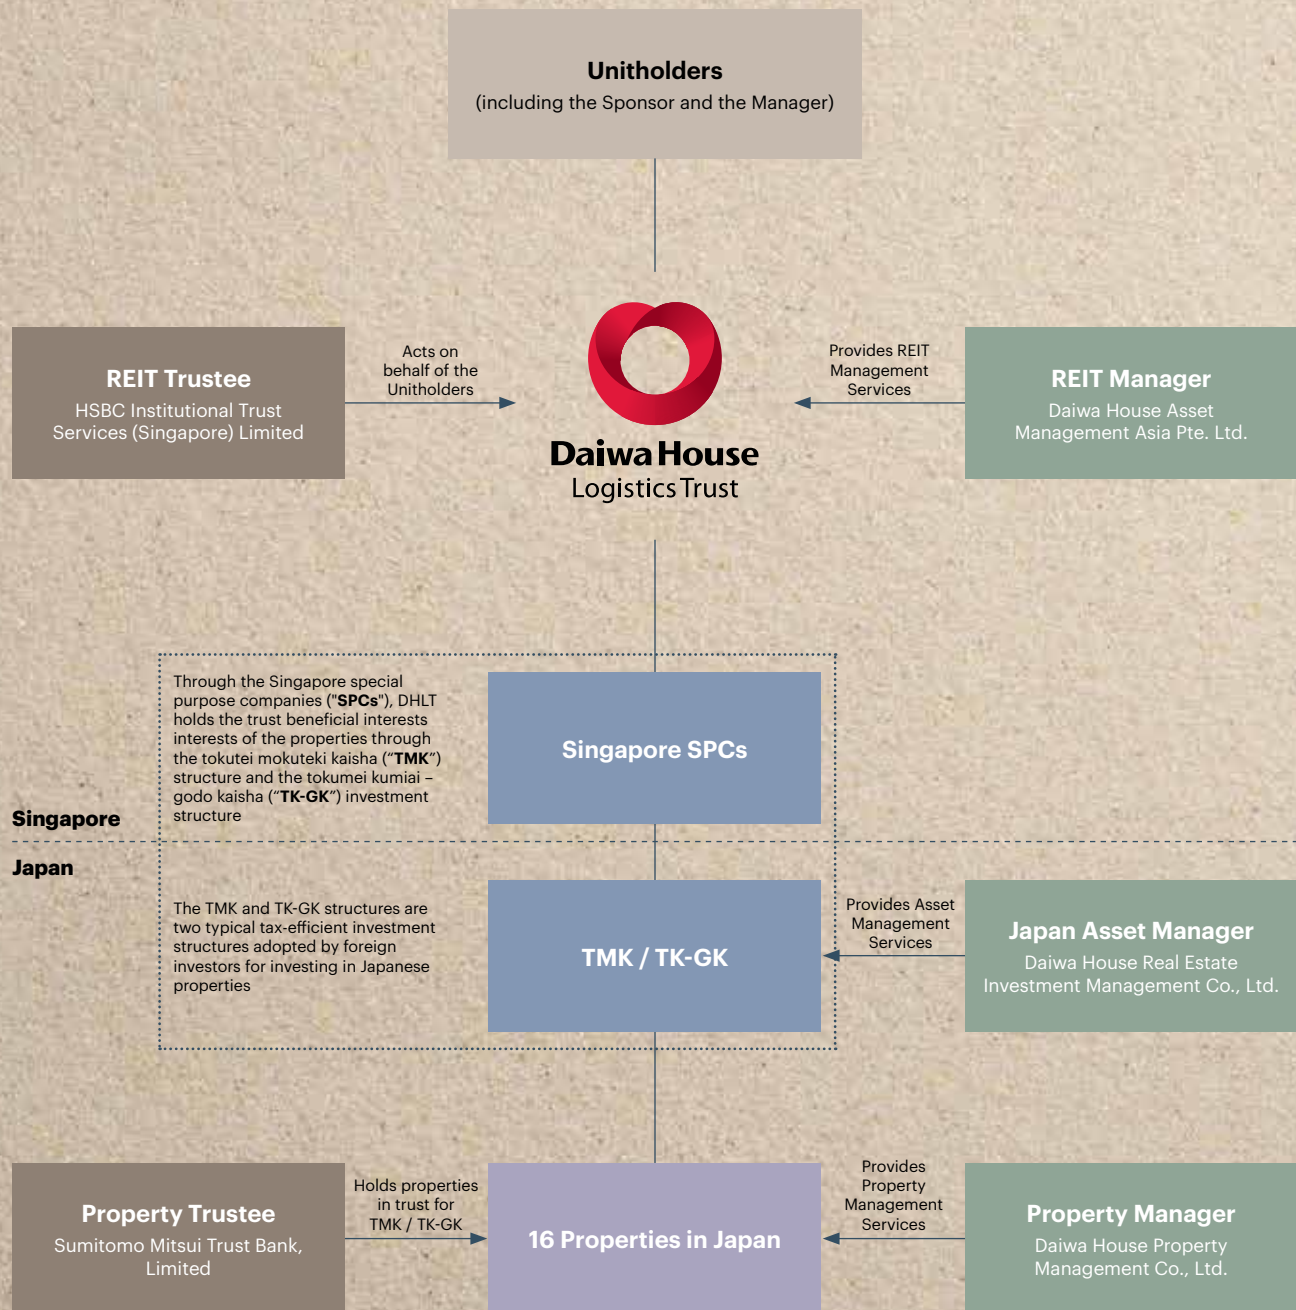 Unitholders
(including the Sponsor and the Manager)
REIT Trustee
HSBC Institutional Trust
Services (Singapore) Limited
Acts on
behalf of the
Unitholders
Daiwa House
Logistics Trust
Provides REIT
Management
Services
REIT Manager
Daiwa House Asset
Management Asia Pte. Ltd.
Through the Singapore special
purpose companies ("SPCs"), DHLT
holds the trust beneficial interests
interests of the properties through
the tokutei mokuteki kaisha (“TMK”)
structure and the tokumei kumiai –
godo kaisha (“TK-GK”) investment
structure
Singapore SPCs
Singapore
Japan
The TMK and TK-GK structures are
two typical tax-efficient investment
structures adopted by foreign
investors for investing in Japanese
properties
TMK / TK-GK
Provides Asset
Management
Services
Japan Asset Manager
Daiwa House Real Estate
Investment Management Co., Ltd.
Property Trustee
Sumitomo Mitsui Trust Bank,
Limited
Holds properties
in trust for
TMK / TK-GK
16 Properties in Japan
Provides
Property
Management
Services
Property Manager
Daiwa House Property
Management Co., Ltd.